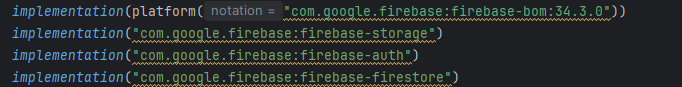 implementation(platform( notation = "com.google.firebase:firebase-bom:34.3.0"))
implementation("com.google.firebase:firebase-storage")
implementation("com.google.firebase:firebase-auth")
implementation("com.google.firebase:firebase-firestore")